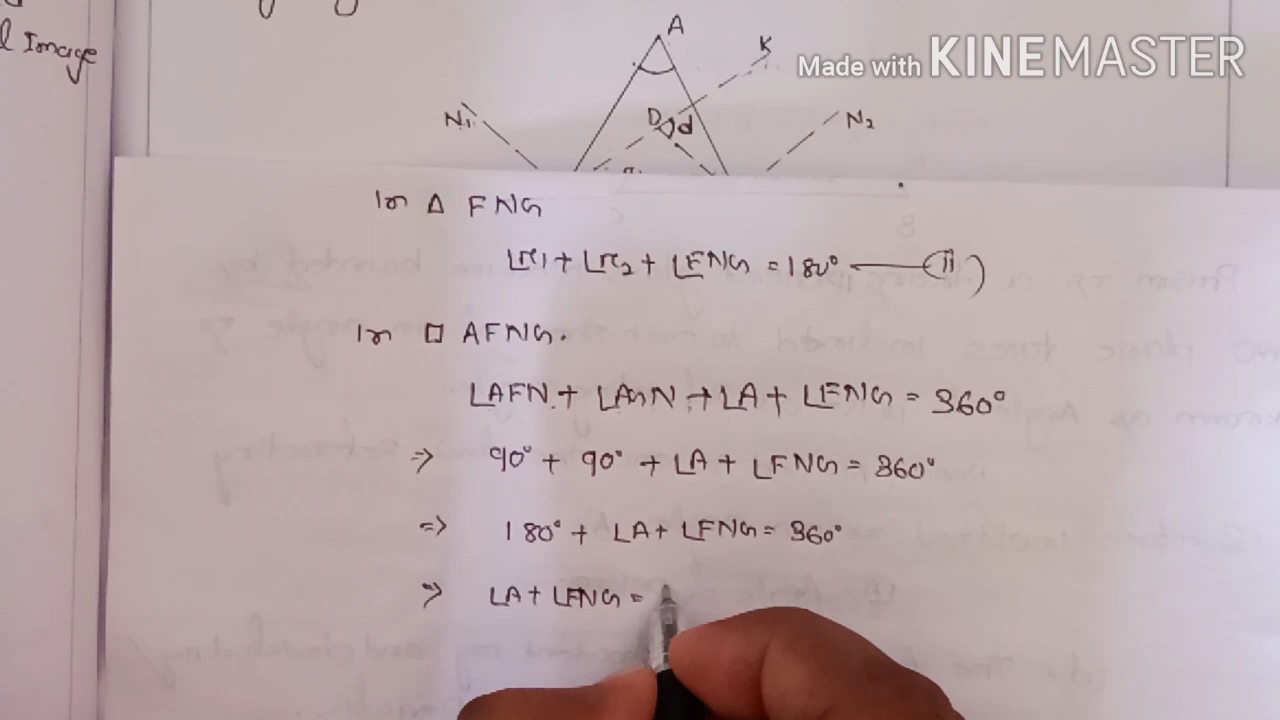 l Image
A
K
Made with KINEMASTER
N₁
D
d
N₂
In Δ FNG
∠r₁ + ∠r₂ + ∠FNG = 180° —— (ii)
In □ AFNG.
∠AFN + ∠AGN + ∠A + ∠FNG = 360°
⇒ 90° + 90° + ∠A + ∠FNG = 360°
⇒ 180° + ∠A + ∠FNG = 360°
⇒ ∠A + ∠FNG =